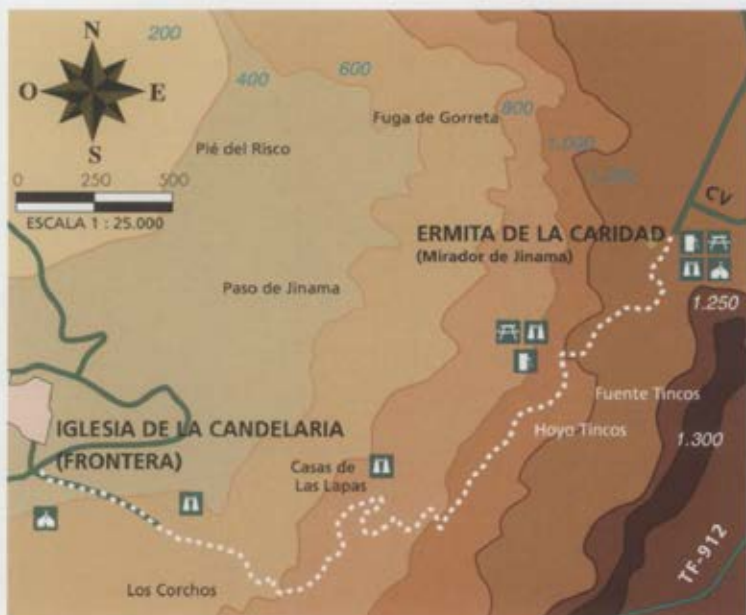 N
200
600
400
O
E
Fuga de Gorreta
800
S
Pié del Risco
1.000
0 250 500
ESCALA 1 : 25.000
CV
ERMITA DE LA CARIDAD
(Mirador de Jinama)
Paso de Jinama
1.250
Fuente Tincos
IGLESIA DE LA CANDELARIA
(FRONTERA)
Hoyo Tincos
1.300
Casas de
Las Lapas
TF-912
Los Corchos